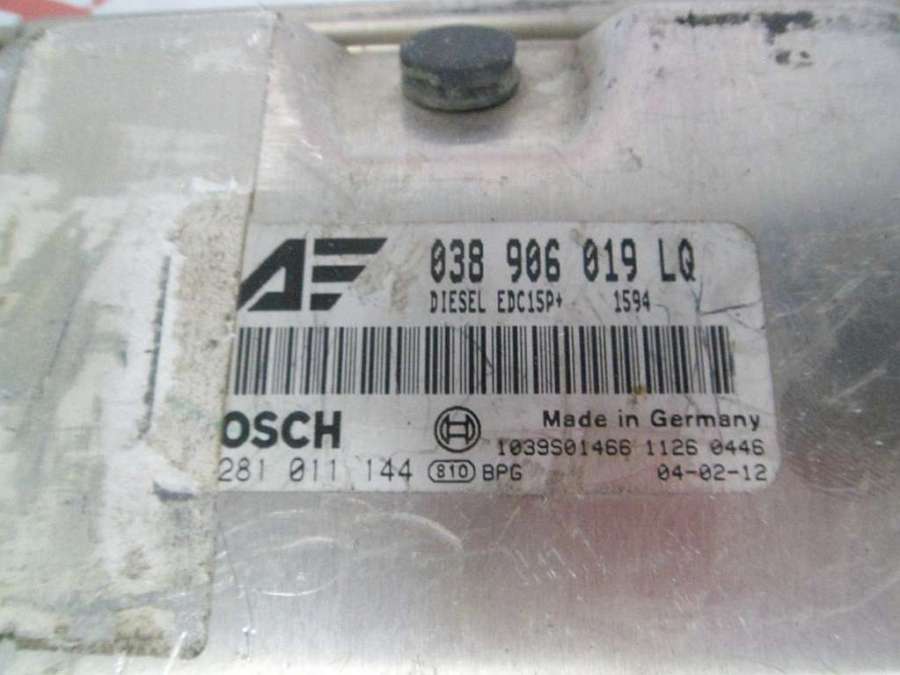 AE 038 906 019 LQ
DIESEL EDC15P+ 1594
OSCH Made in Germany
1039S01466 1126 0446
281 011 144 810 BPG 04-02-12